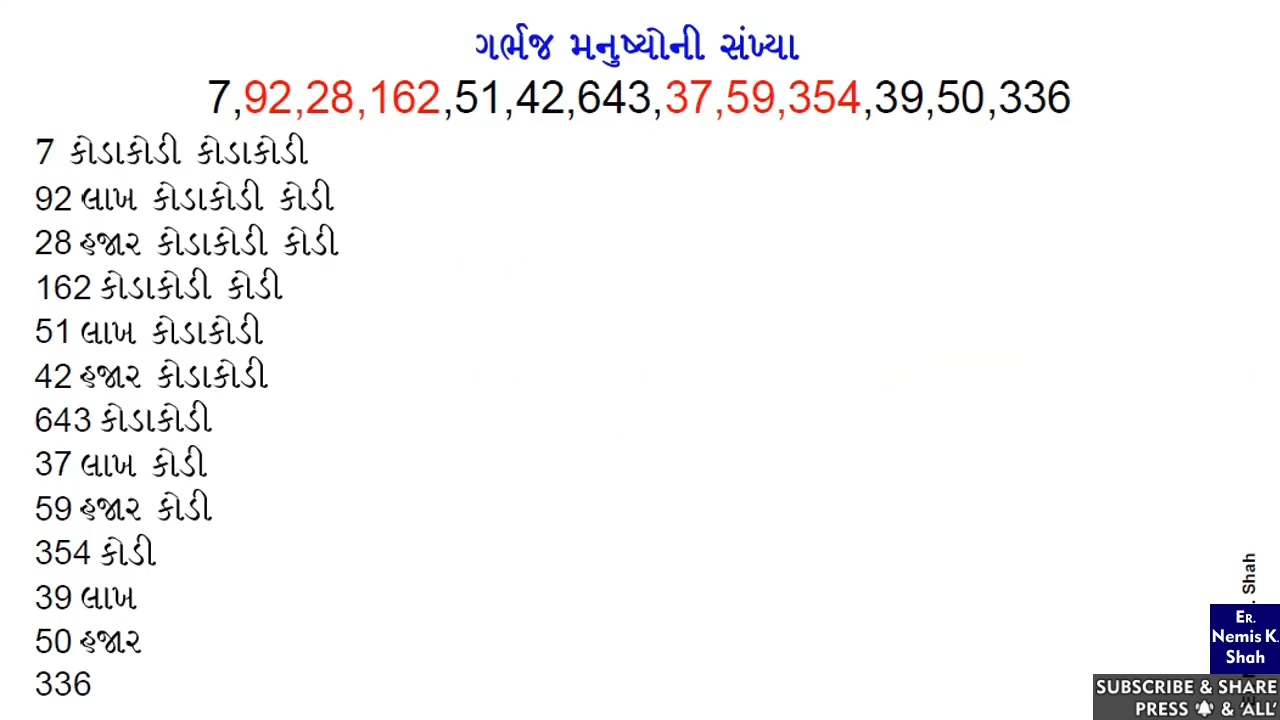 ગર્ભજ મનુષ્યોની સંખ્યા
7,92,28,162,51,42,643,37,59,354,39,50,336
7 કોડાકોડી કોડાકોડી
92 લાખ કોડાકોડી કોડી
28 હજાર કોડાકોડી કોડી
162 કોડાકોડી કોડી
51 લાખ કોડાકોડી
42 હજાર કોડાકોડી
643 કોડાકોડી
37 લાખ કોડી
59 હજાર કોડી
354 કોડી
39 લાખ
50 હજાર
336
. Shah
ER.
Nemis K.
Shah
SUBSCRIBE & SHARE
PRESS & 'ALL'